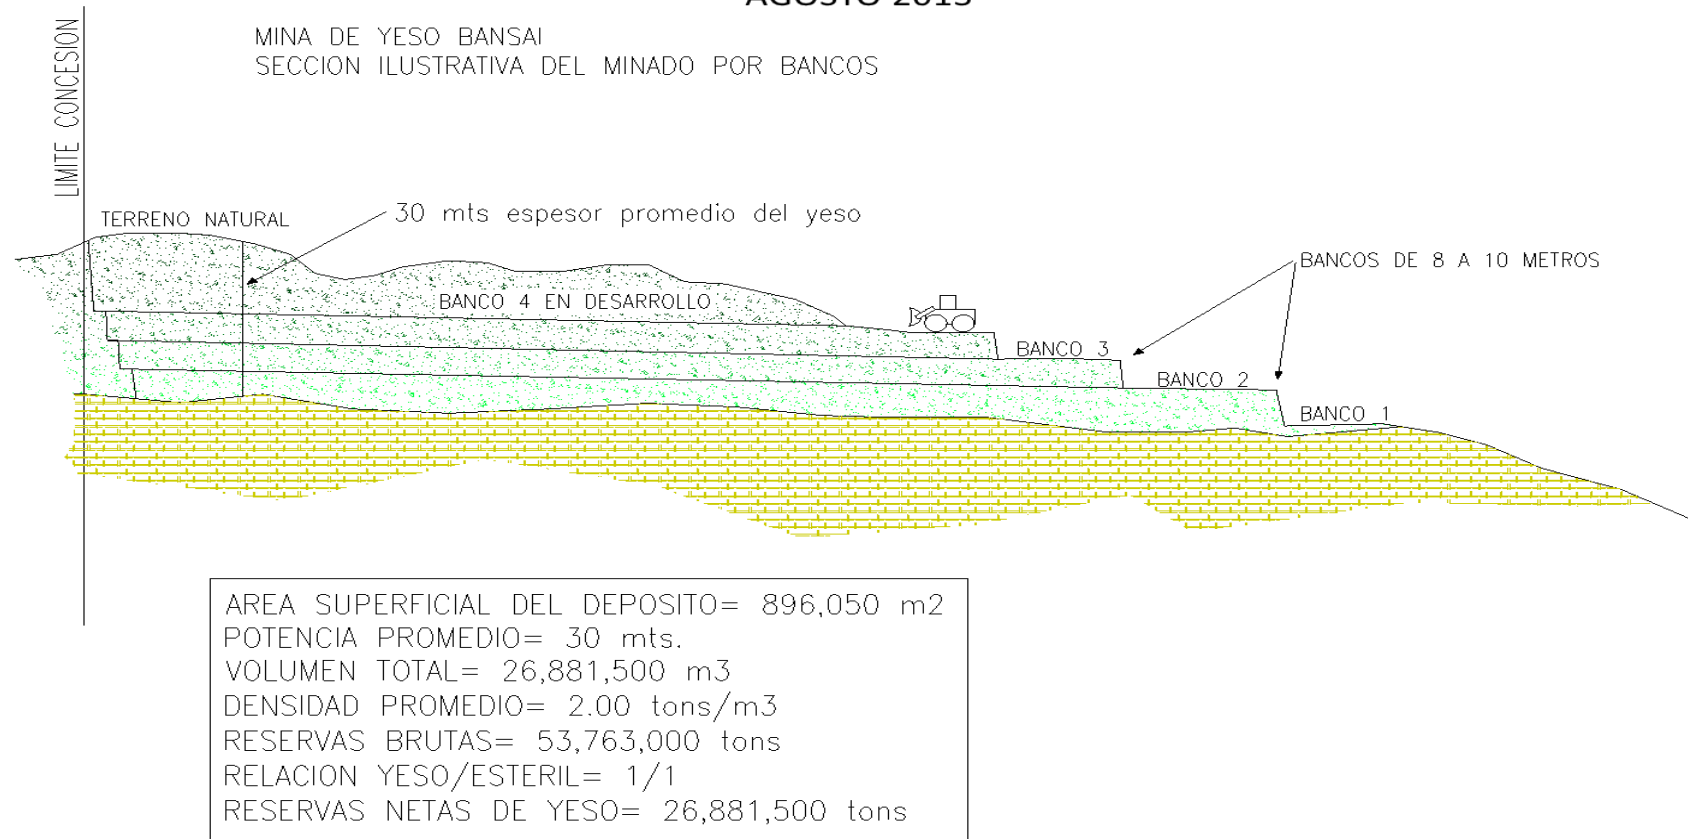 AGOSTO 2013
MINA DE YESO BANSAI
SECCION ILUSTRATIVA DEL MINADO POR BANCOS
LIMITE CONCESION
TERRENO NATURAL
30 mts espesor promedio del yeso
BANCOS DE 8 A 10 METROS
BANCO 4 EN DESARROLLO
BANCO 3
BANCO 2
BANCO 1
AREA SUPERFICIAL DEL DEPOSITO= 896,050 m2
POTENCIA PROMEDIO= 30 mts.
VOLUMEN TOTAL= 26,881,500 m3
DENSIDAD PROMEDIO= 2.00 tons/m3
RESERVAS BRUTAS= 53,763,000 tons
RELACION YESO/ESTERIL= 1/1
RESERVAS NETAS DE YESO= 26,881,500 tons